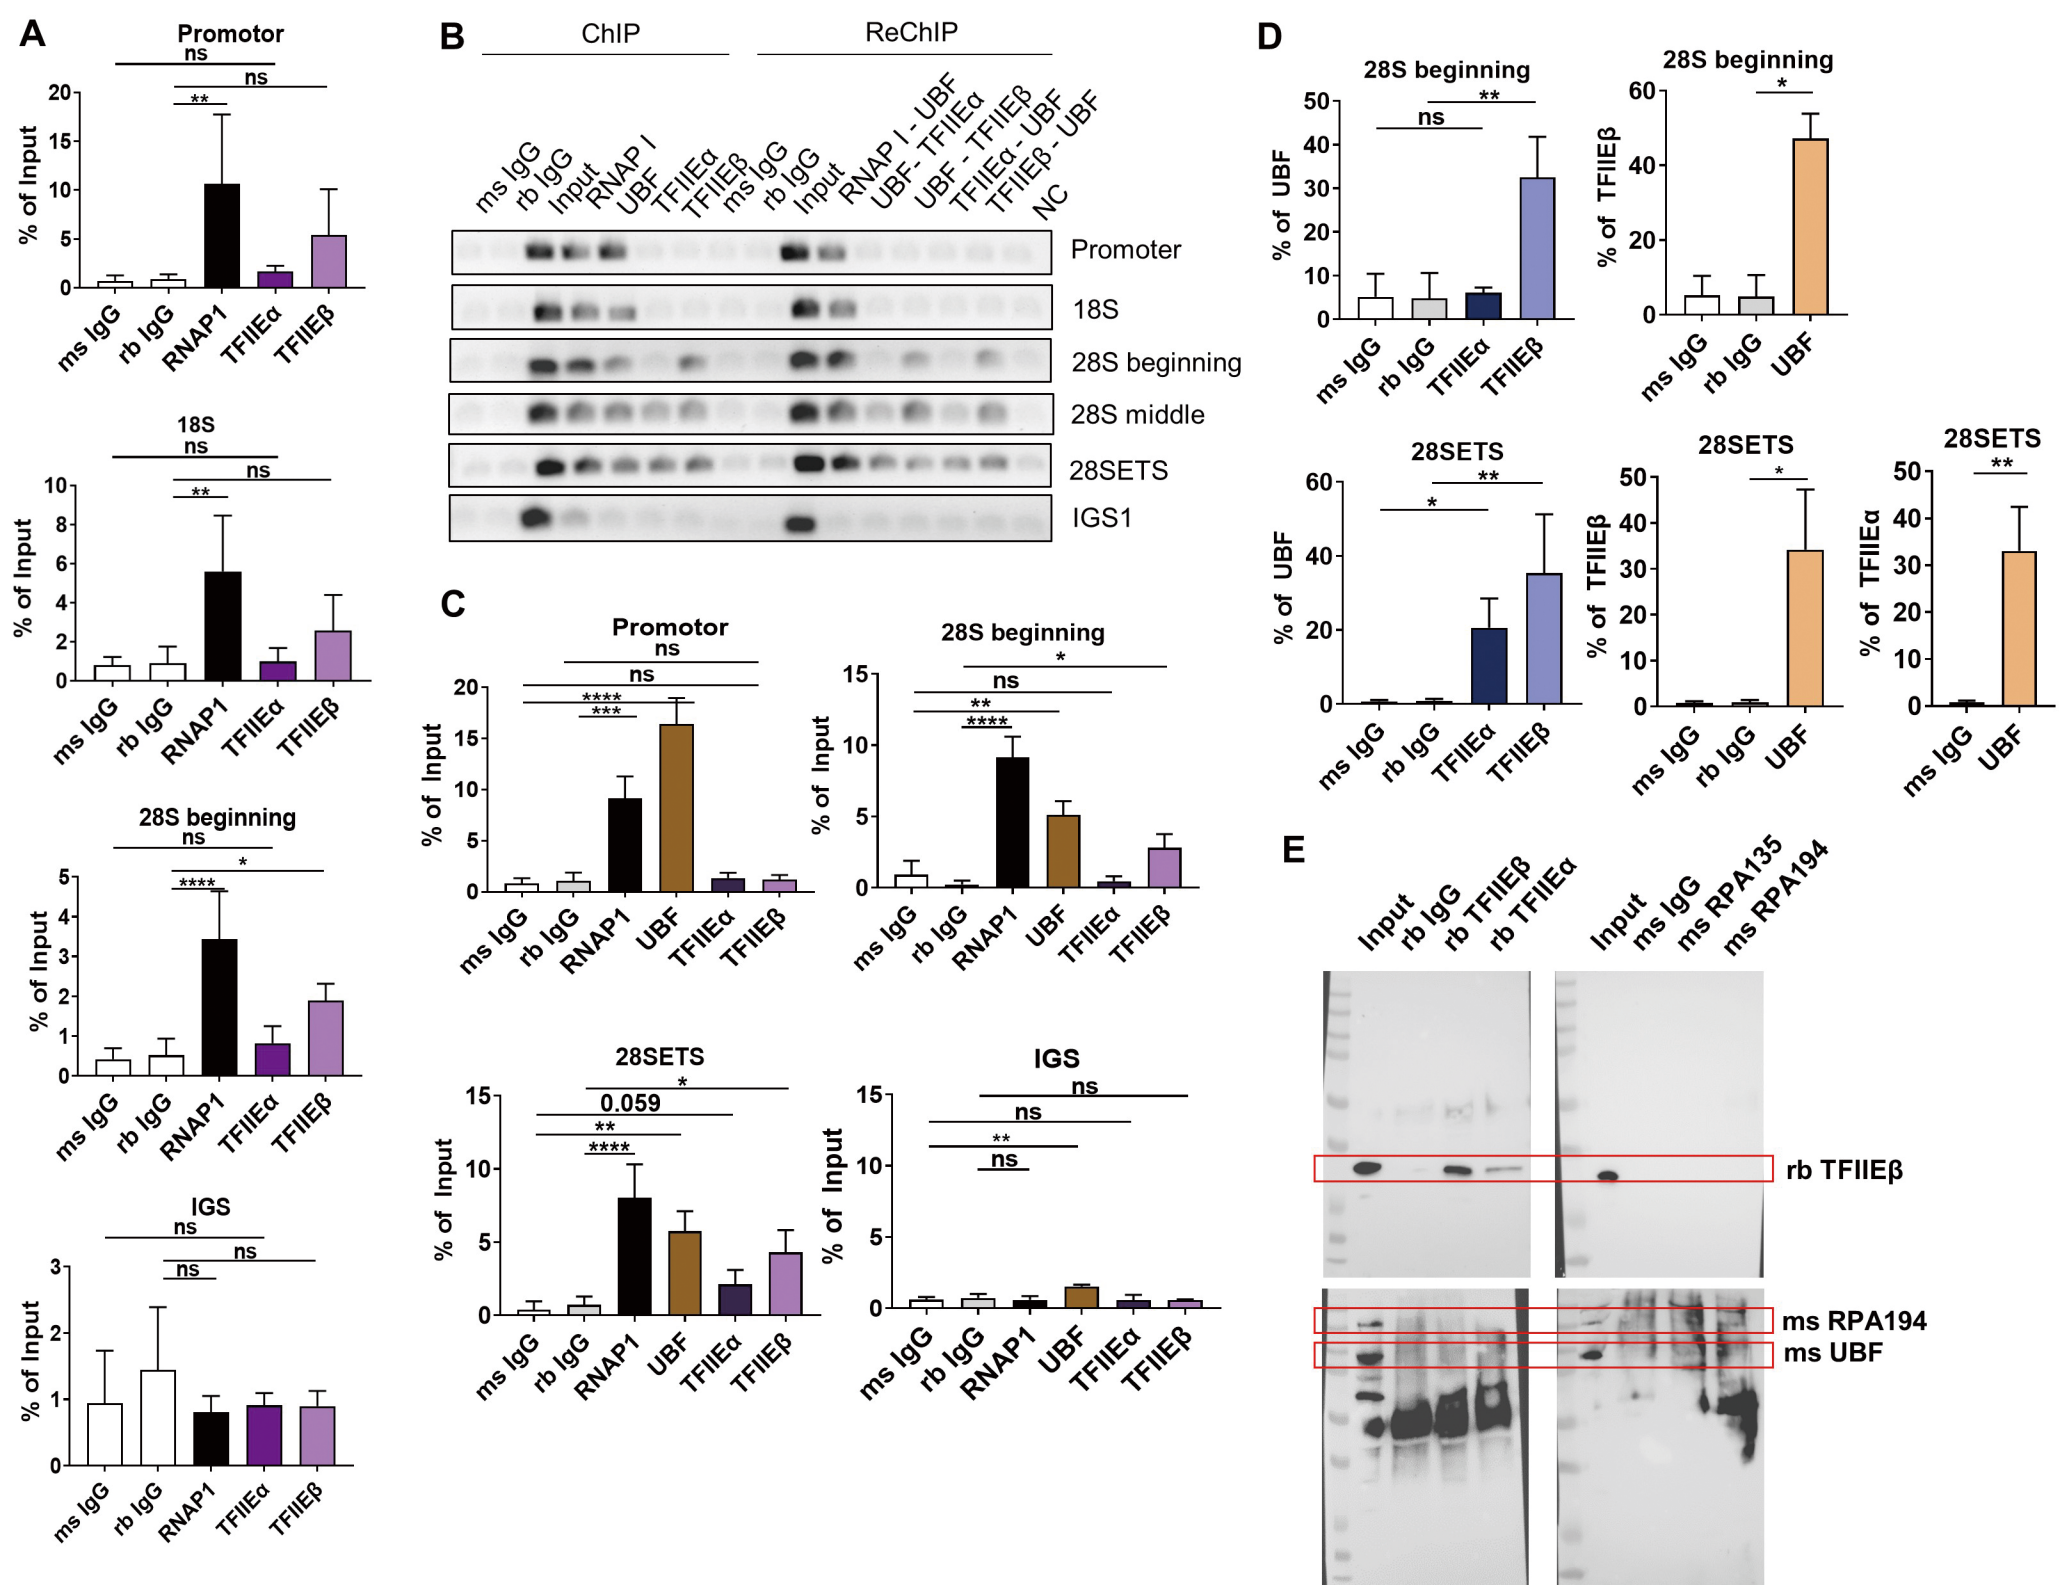 A
Promotor
ns
ns
**
% of Input
20
15
10
5
0
ms IgG
rb IgG
RNAP1
TFIIEα
TFIIEβ
18S
ns
ns
**
% of Input
10
8
6
4
2
0
ms IgG
rb IgG
RNAP1
TFIIEα
TFIIEβ
28S beginning
ns
*
****
% of Input
5
4
3
2
1
0
ms IgG
rb IgG
RNAP1
TFIIEα
TFIIEβ
IGS
ns
ns
ns
% of Input
3
2
1
0
ms IgG
rb IgG
RNAP1
TFIIEα
TFIIEβ
B
ChIP
ReChIP
ms IgG
rb IgG
Input
RNAP I
UBF
TFIIEα
TFIIEβ
ms IgG
rb IgG
Input
RNAP I - UBF
UBF- TFIIEα
UBF - TFIIEβ
TFIIEα - UBF
TFIIEβ - UBF
NC
Promoter
18S
28S beginning
28S middle
28SETS
IGS1
C
Promotor
ns
ns
****
***
% of Input
20
15
10
5
0
ms IgG
rb IgG
RNAP1
UBF
TFIIEα
TFIIEβ
28S beginning
*
ns
**
****
% of Input
15
10
5
0
ms IgG
rb IgG
RNAP1
UBF
TFIIEα
TFIIEβ
28SETS
*
0.059
**
****
% of Input
15
10
5
0
ms IgG
rb IgG
RNAP1
UBF
TFIIEα
TFIIEβ
IGS
ns
ns
**
ns
% of Input
15
10
5
0
ms IgG
rb IgG
RNAP1
UBF
TFIIEα
TFIIEβ
D
28S beginning
**
ns
% of UBF
50
40
30
20
10
0
ms IgG
rb IgG
TFIIEα
TFIIEβ
28S beginning
*
% of TFIIEβ
60
40
20
0
ms IgG
rb IgG
UBF
28SETS
**
*
% of UBF
60
40
20
0
ms IgG
rb IgG
TFIIEα
TFIIEβ
28SETS
*
% of TFIIEβ
50
40
30
20
10
0
ms IgG
rb IgG
UBF
28SETS
**
% of TFIIEα
50
40
30
20
10
0
ms IgG
UBF
E
Input
rb IgG
rb TFIIEβ
rb TFIIEα
Input
ms IgG
ms RPA135
ms RPA194
rb TFIIEβ
ms RPA194
ms UBF